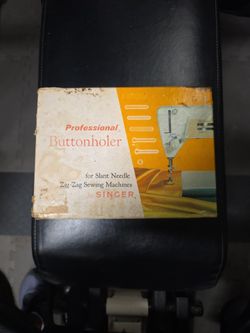 Professional
Buttonholer
for Slant Needle
Zig-Zag Sewing Machines
SINGER